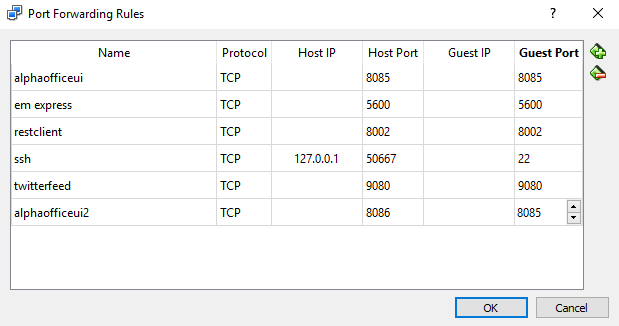 Port Forwarding Rules
Name Protocol Host IP Host Port Guest IP Guest Port
alphaofficeui TCP 8085 8085
em express TCP 5600 5600
restclient TCP 8002 8002
ssh TCP 127.0.0.1 50667 22
twitterfeed TCP 9080 9080
alphaofficeui2 TCP 8086 8085
OK Cancel